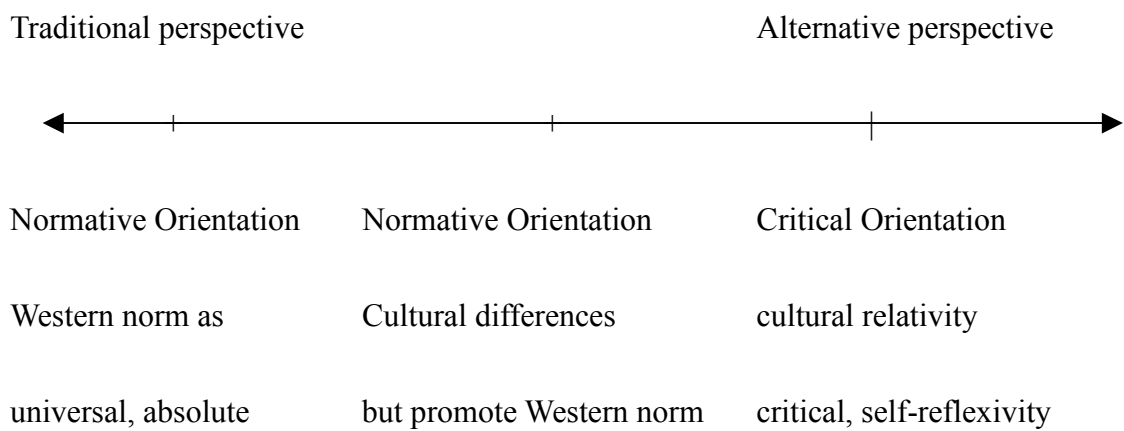 Traditional perspective Alternative perspective
Normative Orientation Normative Orientation Critical Orientation
Western norm as Cultural differences cultural relativity
universal, absolute but promote Western norm critical, self-reflexivity